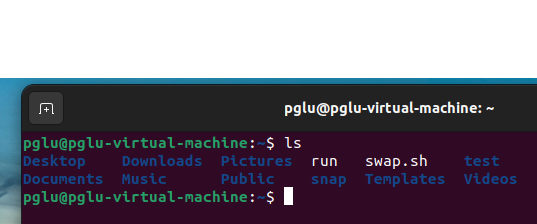 pglu@pglu-virtual-machine: ~
pglu@pglu-virtual-machine:~$ ls
Desktop Downloads Pictures run swap.sh test
Documents Music Public snap Templates Videos
pglu@pglu-virtual-machine:~$